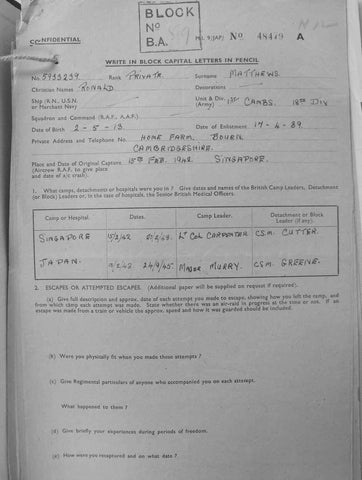 BLOCK
No
B.A.
CONFIDENTIAL
M.I. 9/JAP/ No 48419 A
WRITE IN BLOCK CAPITAL LETTERS IN PENCIL
No. 5933239 Rank PRIVATE. Surname MATTHEWS.
Christian Names RONALD. Decorations
Ship (R.N., U.S.N. or Merchant Navy) Unit & Div. (Army) 1st CAMBS. 18th DIV
Squadron and Command (R.A.F., A.A.F.)
Date of Birth 2-5-18. Date of Enlistment 17-4-39.
Private Address and Telephone No. HOME FARM, BOURN,
CAMBRIDGESHIRE.
Place and Date of Original Capture 15TH FEB. 1942. SINGAPORE.
(Aircrew R.A.F. to give place
and date of a/c crash).
1. What camps, detachments or hospitals were you in? Give dates and names of the British Camp Leaders, Detachment
(or Block) Leaders or, in the case of hospitals, the Senior British Medical Officers.
Camp or Hospital. Dates. Camp Leader. Detachment or Block Leader (if any).
SINGAPORE 15/2/42 Lt Col CARPENTER CSM. CUTTER.
JAPAN. 24/9/45. MAJOR MURRY. CSM. GREENE.
2. ESCAPES OR ATTEMPTED ESCAPES. (Additional paper will be supplied on request if required).
(a) Give full description and approx. date of each attempt you made to escape, showing how you left the camp, and
from which camp each attempt was made. State whether there was an air-raid in progress at the time or not. If an
escape was made from a train or vehicle the approx. speed and how it was guarded should be included.
(b) Were you physically fit when you made these attempts?
(c) Give Regimental particulars of anyone who accompanied you on each attempt.
What happened to them?
(d) Give briefly your experiences during periods of freedom.
(e) How were you recaptured and on what date?